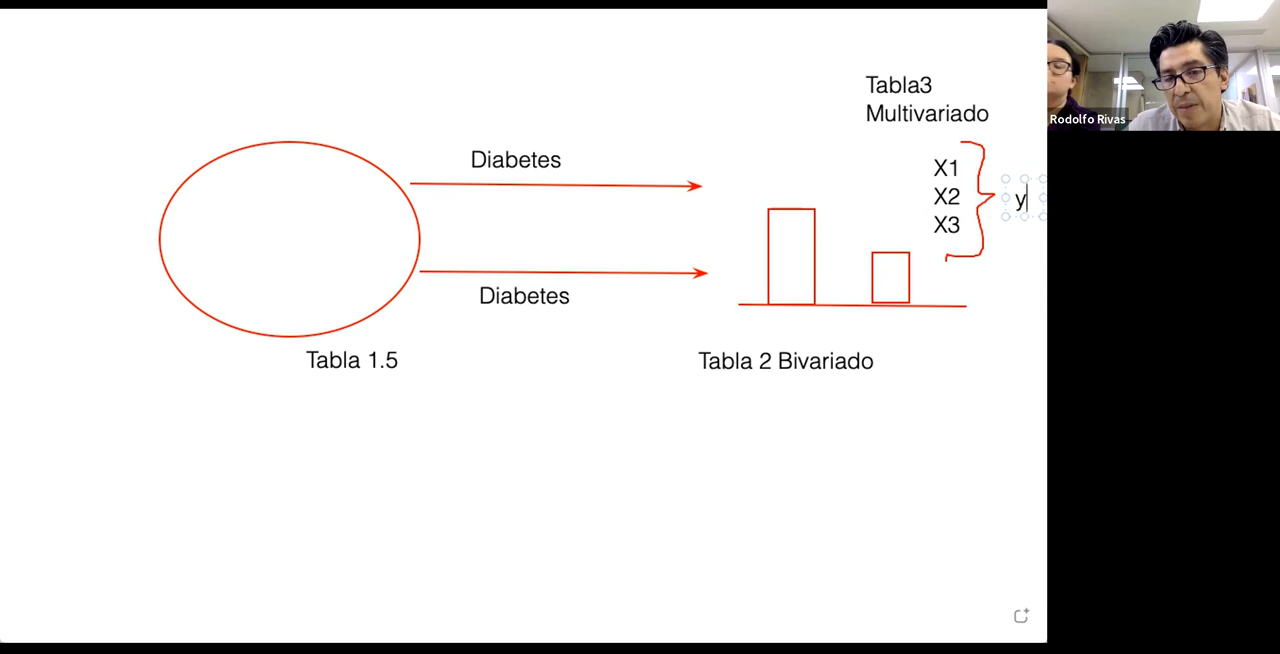 Tabla3
Multivariado
Diabetes
X1
X2
X3
y
Diabetes
Tabla 1.5
Tabla 2 Bivariado
Rodolfo Rivas